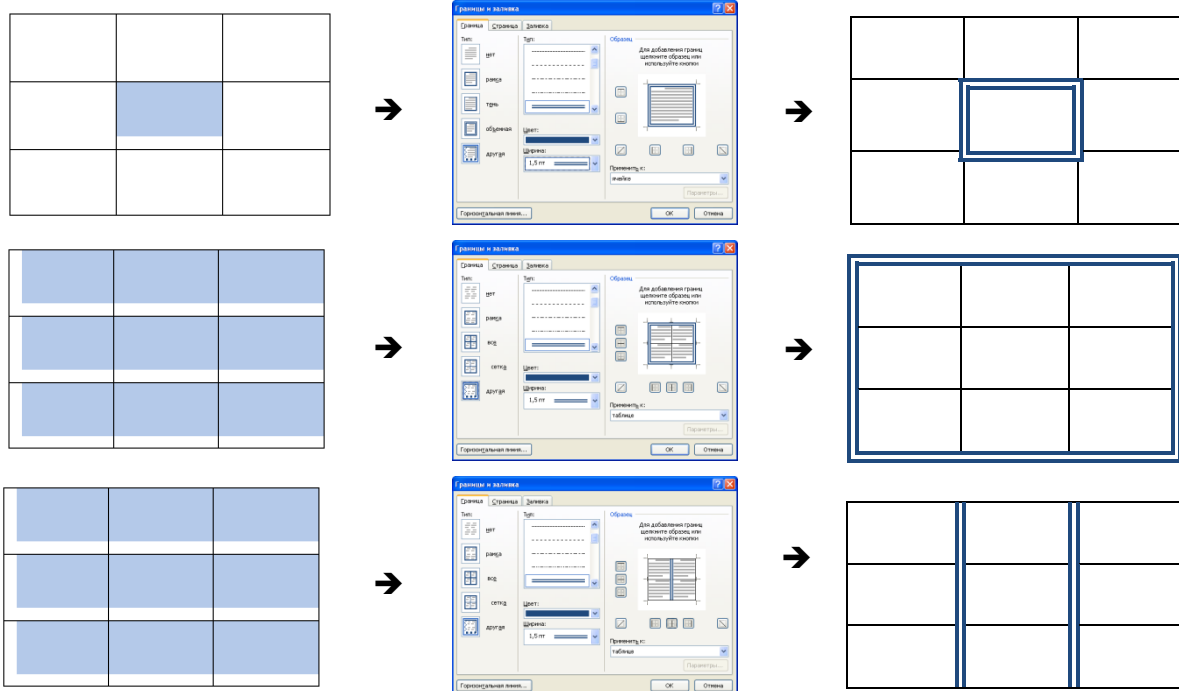 Границы и заливка
Граница Страница Заливка
Тип:
нет
рамка
тень
объемная
другая
Тип:
Цвет:
Ширина:
1,5 пт
Образец
Для добавления границ
щелкните образец или
используйте кнопки
Применить к:
ячейке
Параметры...
Горизонтальная линия...
ОК
Отмена
Границы и заливка
Граница Страница Заливка
Тип:
нет
рамка
все
сетка
другая
Тип:
Цвет:
Ширина:
1,5 пт
Образец
Для добавления границ
щелкните образец или
используйте кнопки
Применить к:
таблице
Параметры...
Горизонтальная линия...
ОК
Отмена
Границы и заливка
Граница Страница Заливка
Тип:
нет
рамка
все
сетка
другая
Тип:
Цвет:
Ширина:
1,5 пт
Образец
Для добавления границ
щелкните образец или
используйте кнопки
Применить к:
таблице
Параметры...
Горизонтальная линия...
ОК
Отмена